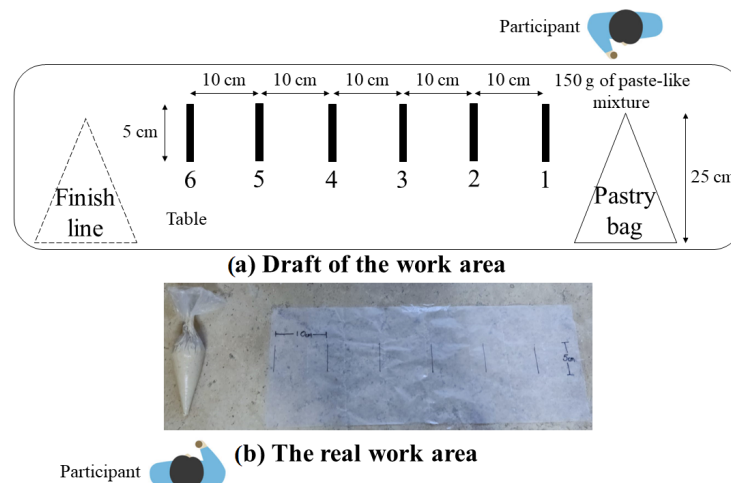 Participant
10 cm 10 cm 10 cm 10 cm 10 cm
150 g of paste-like
mixture
5 cm
25 cm
6 5 4 3 2 1
Finish
line
Table
Pastry
bag
(a) Draft of the work area
10cm
5cm
(b) The real work area
Participant